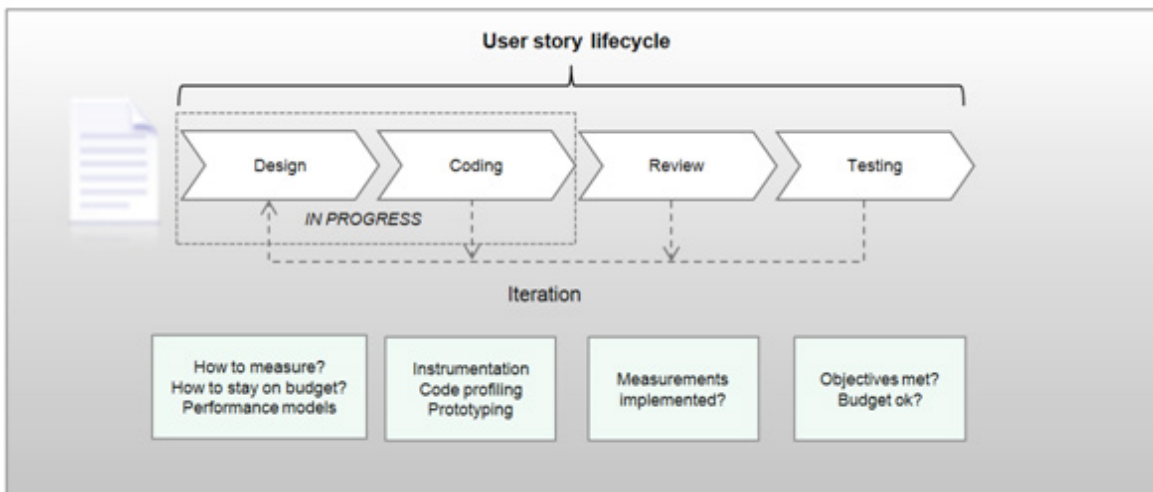 User story lifecycle
Design
Coding
Review
Testing
IN PROGRESS
Iteration
How to measure?
How to stay on budget?
Performance models
Instrumentation
Code profiling
Prototyping
Measurements
implemented?
Objectives met?
Budget ok?